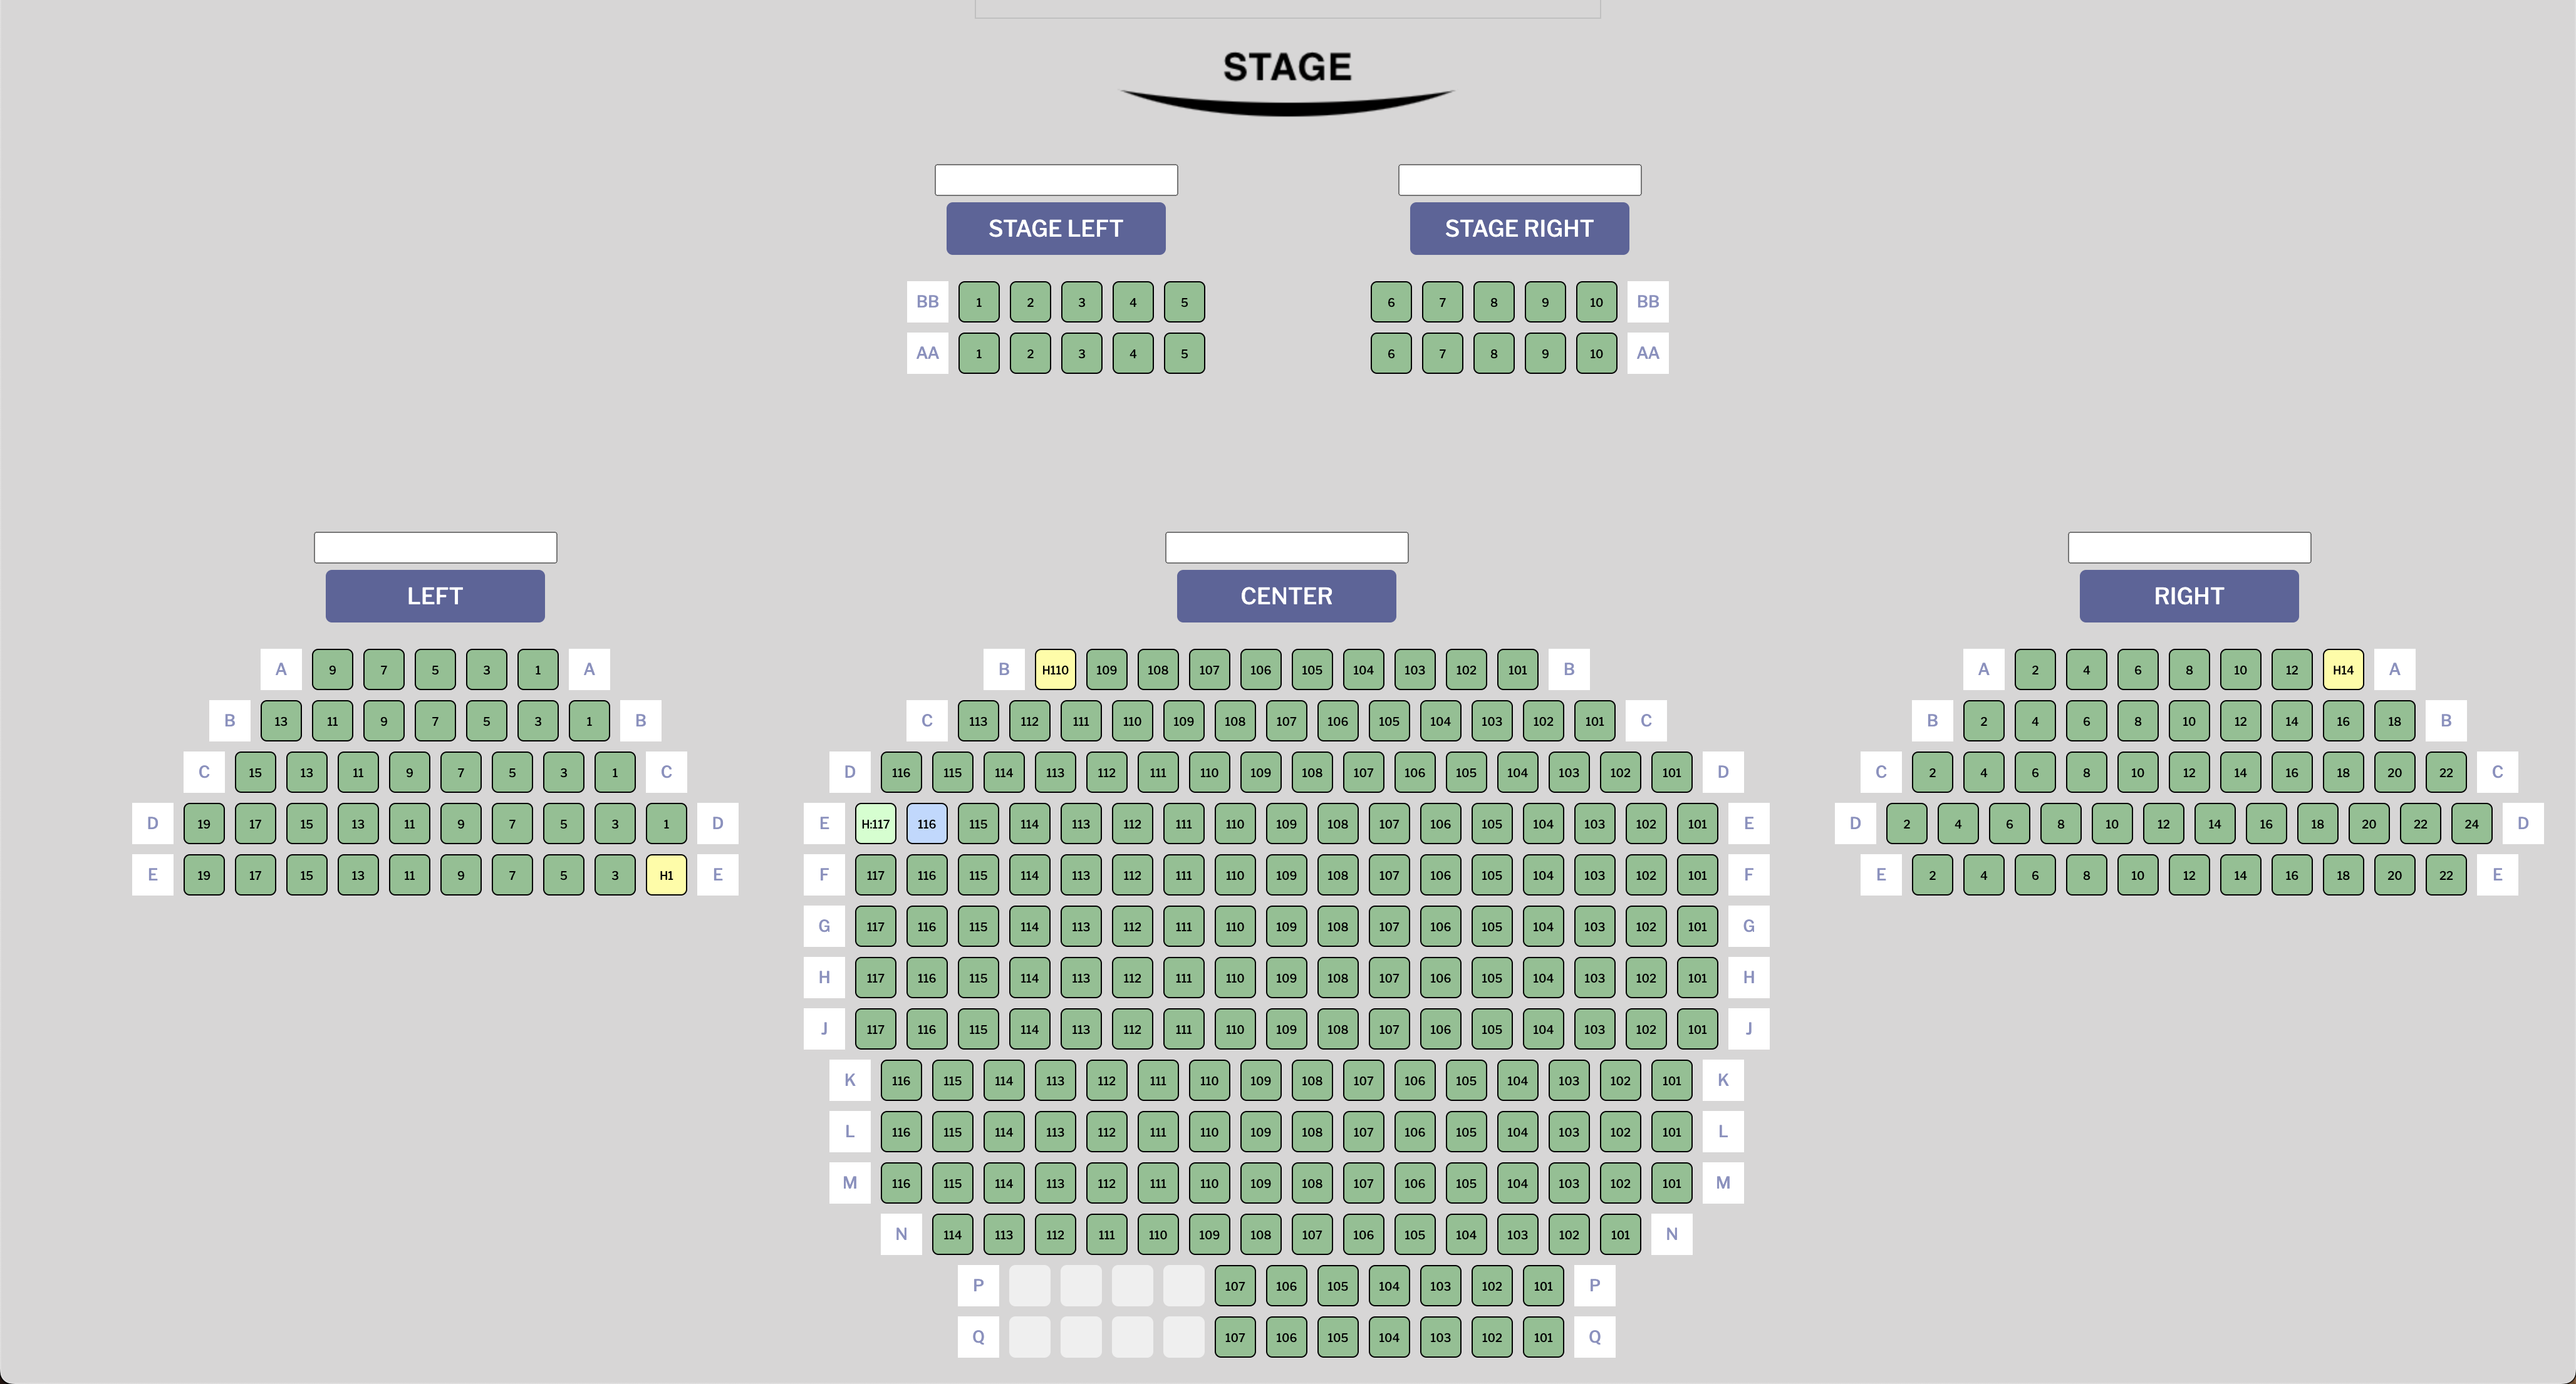 STAGE
STAGE LEFT STAGE RIGHT
BB 1 2 3 4 5 6 7 8 9 10 BB
AA 1 2 3 4 5 6 7 8 9 10 AA
LEFT CENTER RIGHT
A 9 7 5 3 1 A B H110 109 108 107 106 105 104 103 102 101 B A 2 4 6 8 10 12 H14 A
B 13 11 9 7 5 3 1 B C 113 112 111 110 109 108 107 106 105 104 103 102 101 C B 2 4 6 8 10 12 14 16 18 B
C 15 13 11 9 7 5 3 1 C D 116 115 114 113 112 111 110 109 108 107 106 105 104 103 102 101 D C 2 4 6 8 10 12 14 16 18 20 22 C
D 19 17 15 13 11 9 7 5 3 1 D E H:117 116 115 114 113 112 111 110 109 108 107 106 105 104 103 102 101 E D 2 4 6 8 10 12 14 16 18 20 22 24 D
E 19 17 15 13 11 9 7 5 3 H1 E F 117 116 115 114 113 112 111 110 109 108 107 106 105 104 103 102 101 F E 2 4 6 8 10 12 14 16 18 20 22 E
G 117 116 115 114 113 112 111 110 109 108 107 106 105 104 103 102 101 G
H 117 116 115 114 113 112 111 110 109 108 107 106 105 104 103 102 101 H
J 117 116 115 114 113 112 111 110 109 108 107 106 105 104 103 102 101 J
K 116 115 114 113 112 111 110 109 108 107 106 105 104 103 102 101 K
L 116 115 114 113 112 111 110 109 108 107 106 105 104 103 102 101 L
M 116 115 114 113 112 111 110 109 108 107 106 105 104 103 102 101 M
N 114 113 112 111 110 109 108 107 106 105 104 103 102 101 N
P 107 106 105 104 103 102 101 P
Q 107 106 105 104 103 102 101 Q